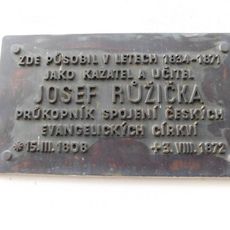 ZDE PŮSOBIL V LETECH 1834-1871
JAKO KAZATEL A UČITEL
JOSEF RŮŽIČKA
PRŮKOPNÍK SPOJENÍ ČESKÝCH
EVANGELICKÝCH CÍRKVÍ
*15.III.1808 +3.VIII.1872